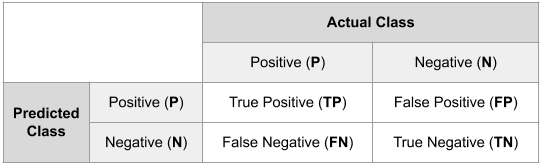 Actual Class
Positive (P) Negative (N)
Predicted Class
Positive (P) True Positive (TP) False Positive (FP)
Negative (N) False Negative (FN) True Negative (TN)